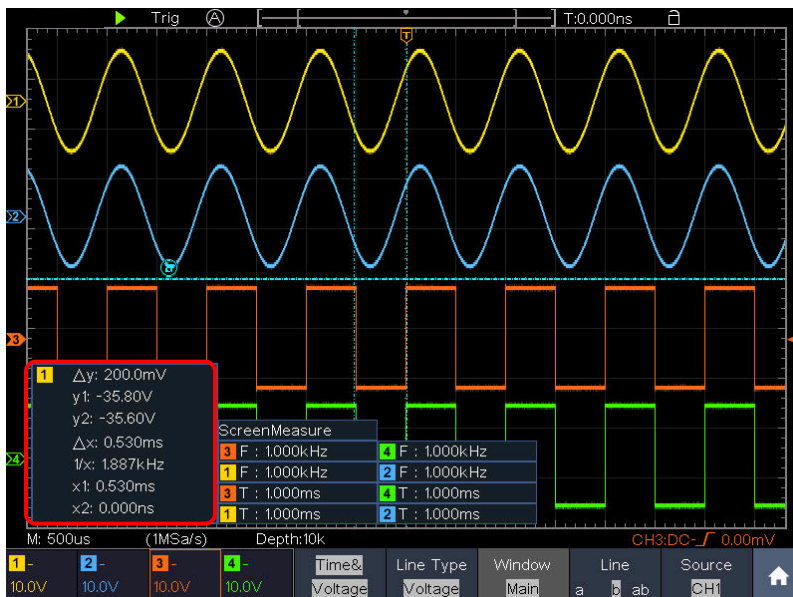 Trig A T:0.000ns
T
1
2
3
1 △y: 200.0mV
y1: -35.80V
y2: -35.60V
△x: 0.530ms
1/x: 1.887kHz
x1: 0.530ms
x2: 0.000ns
4
ScreenMeasure
3 F : 1.000kHz 4 F : 1.000kHz
1 F : 1.000kHz 2 F : 1.000kHz
3 T : 1.000ms 4 T : 1.000ms
1 T : 1.000ms 2 T : 1.000ms
M: 500us (1MSa/s) Depth:10k CH3:DC- 0.00mV
1 - 2 - 3 - 4 - Time& Line Type Window Line Source
10.0V 10.0V 10.0V 10.0V Voltage Voltage Main a b ab CH1